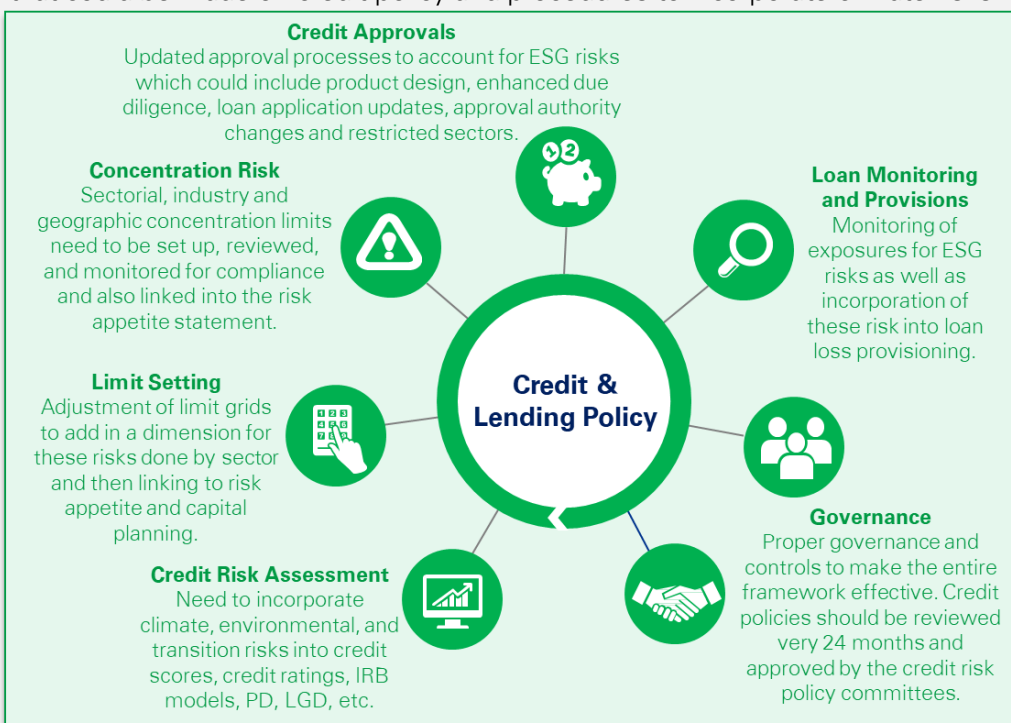 Credit Approvals
Updated approval processes to account for ESG risks
which could include product design, enhanced due
diligence, loan application updates, approval authority
changes and restricted sectors.
Concentration Risk
Sectorial, industry and
geographic concentration limits
need to be set up, reviewed,
and monitored for compliance
and also linked into the risk
appetite statement.
Loan Monitoring
and Provisions
Monitoring of
exposures for ESG
risks as well as
incorporation of
these risk into loan
loss provisioning.
Limit Setting
Adjustment of limit grids
to add in a dimension for
these risks done by sector
and then linking to risk
appetite and capital
planning.
Credit &
Lending Policy
Credit Risk Assessment
Need to incorporate
climate, environmental, and
transition risks into credit
scores, credit ratings, IRB
models, PD, LGD, etc.
Governance
Proper governance and
controls to make the entire
framework effective. Credit
policies should be reviewed
very 24 months and
approved by the credit risk
policy committees.